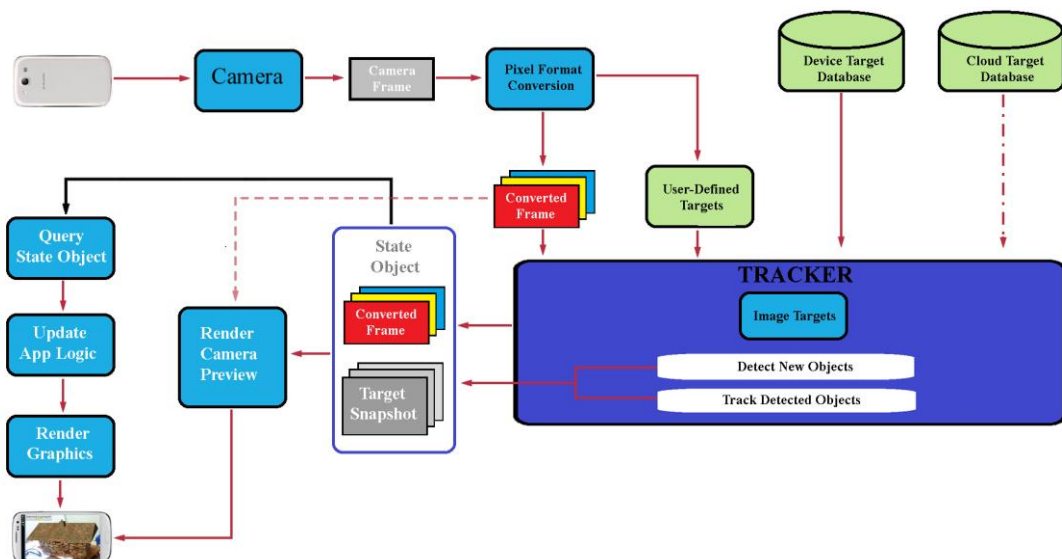 Camera
Camera
Frame
Pixel Format
Conversion
Device Target
Database
Cloud Target
Database
Converted
Frame
User-Defined
Targets
Query
State Object
State
Object
TRACKER
Image Targets
Converted
Frame
Render
Camera
Preview
Update
App Logic
Detect New Objects
Target
Snapshot
Track Detected Objects
Render
Graphics